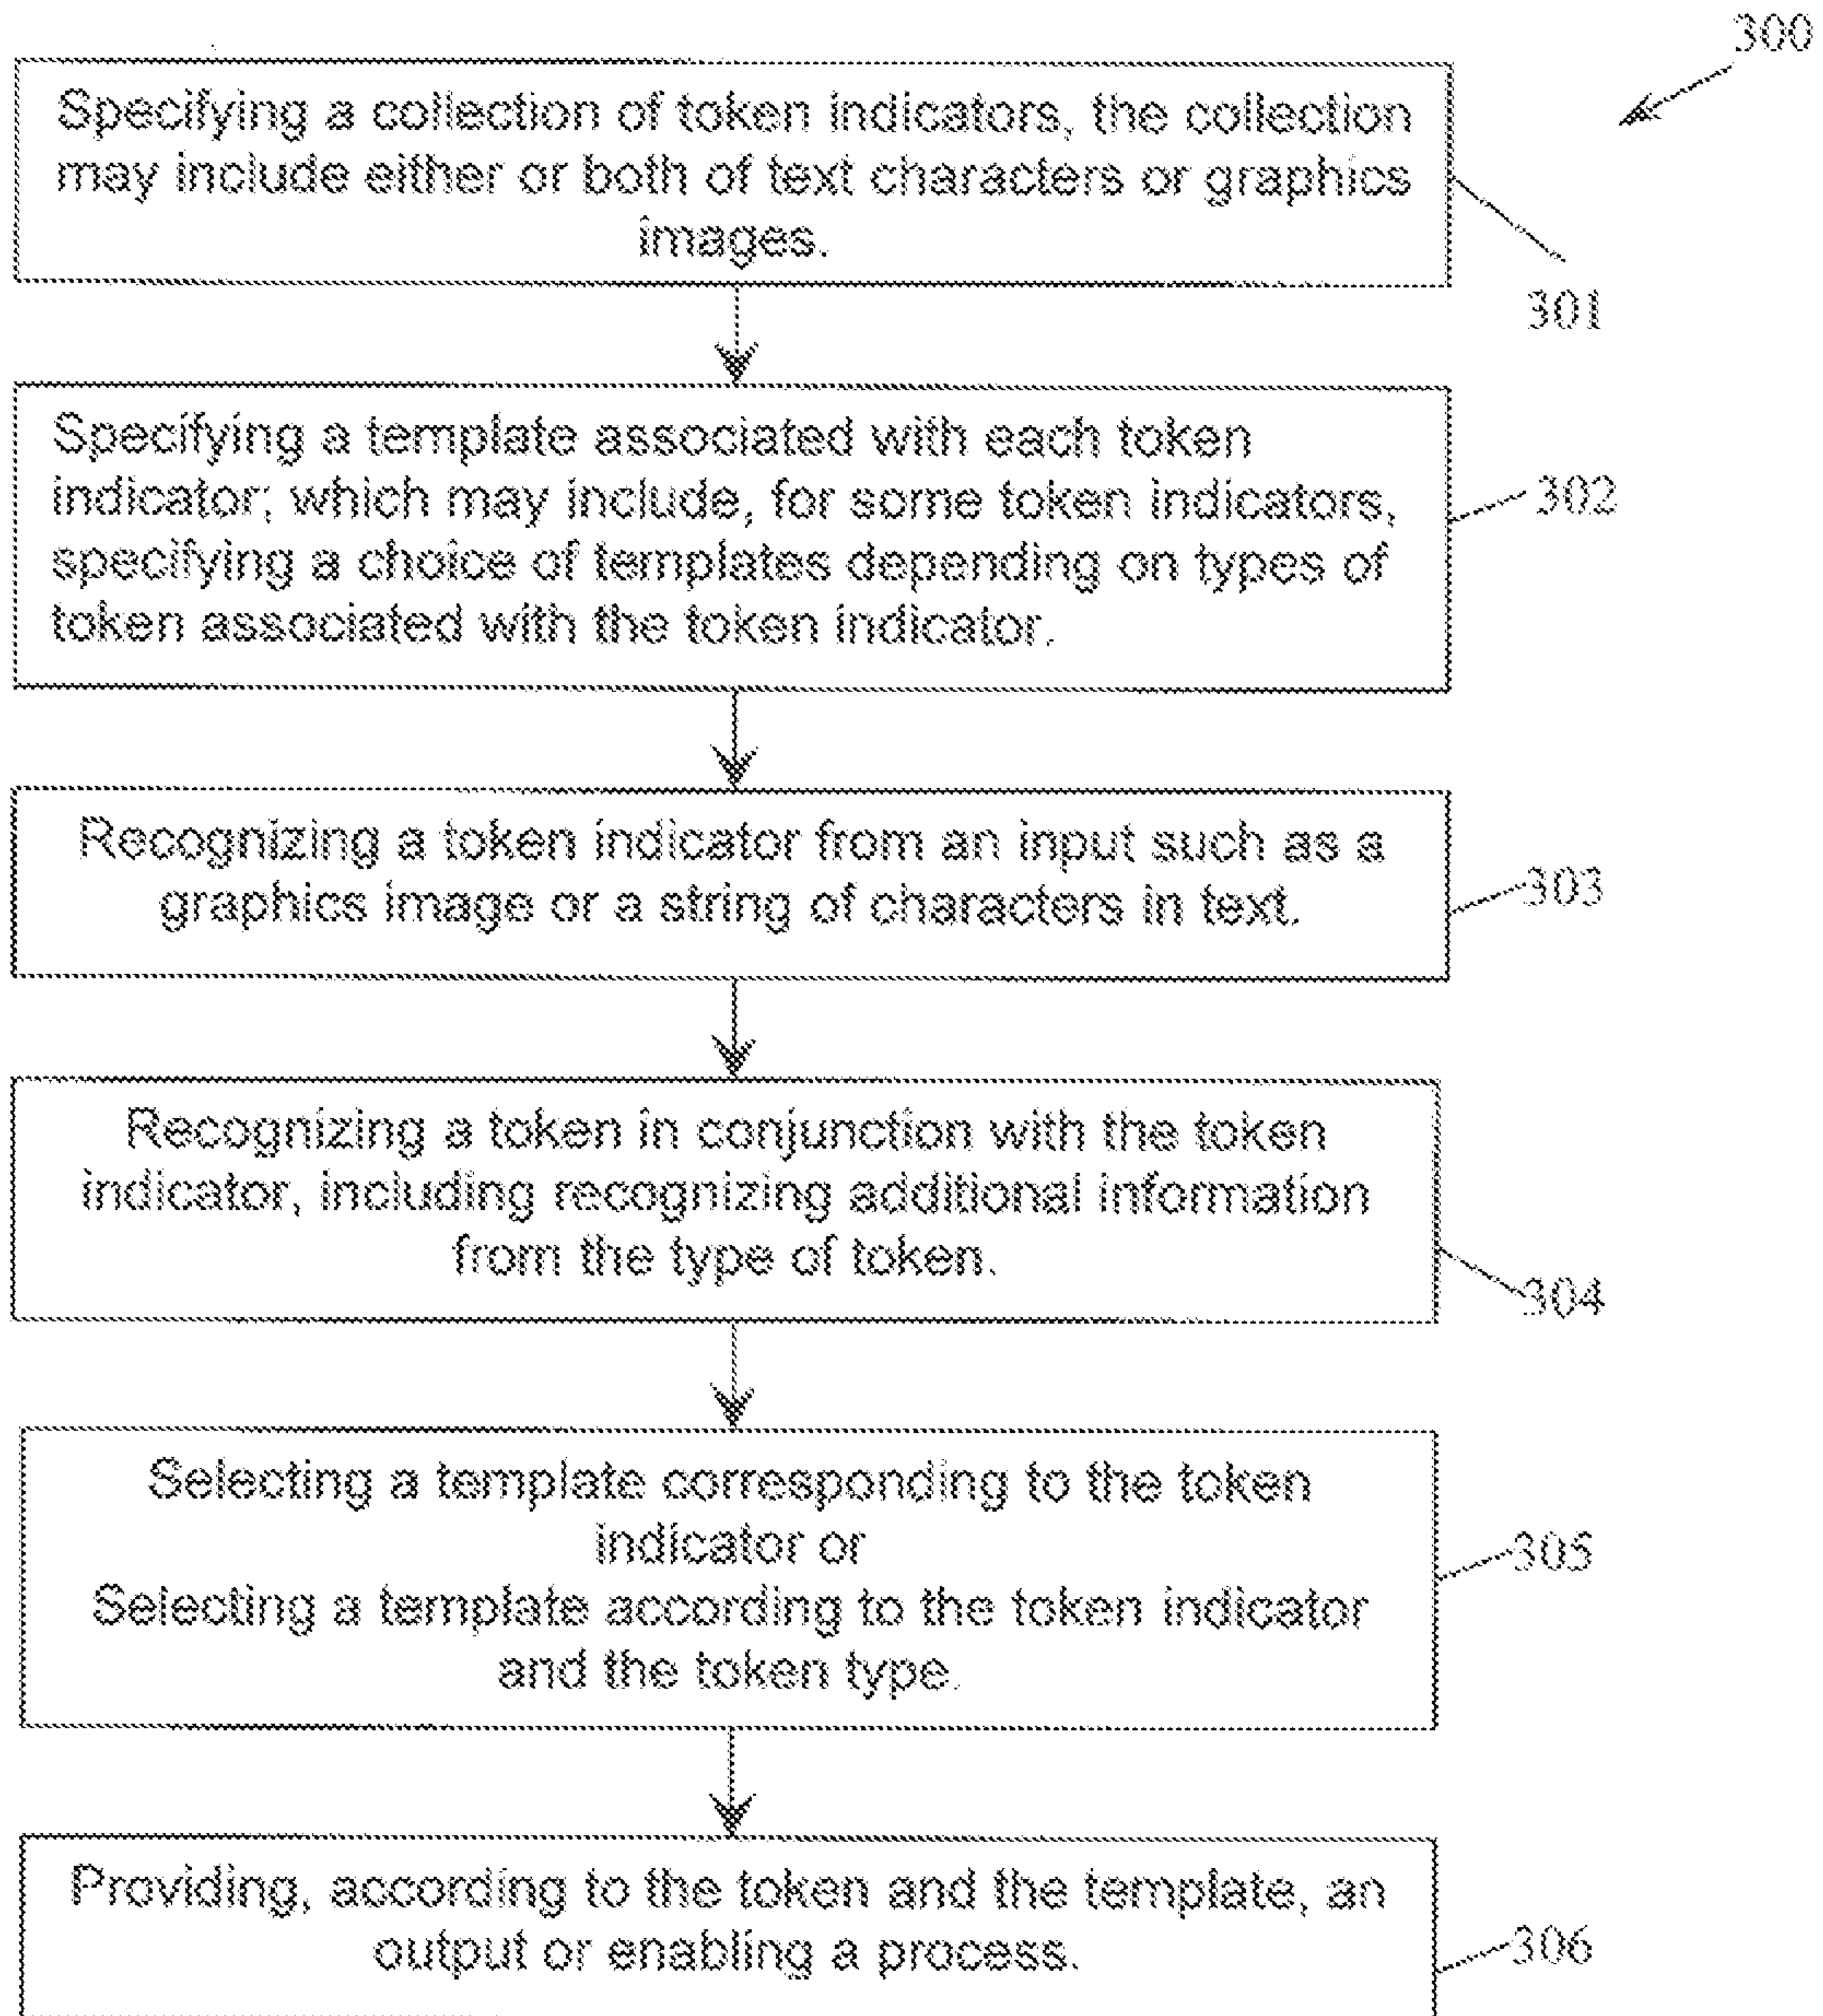 300
Specifying a collection of token indicators, the collection
may include either or both of text characters or graphics
images.
301
Specifying a template associated with each token
indicator; which may include, for some token indicators,
specifying a choice of templates depending on types of
token associated with the token indicator.
302
Recognizing a token indicator from an input such as a
graphics image or a string of characters in text.
303
Recognizing a token in conjunction with the token
indicator, including recognizing additional information
from the type of token.
304
Selecting a template corresponding to the token
indicator or
Selecting a template according to the token indicator
and the token type.
305
Providing, according to the token and the template, an
output or enabling a process.
306